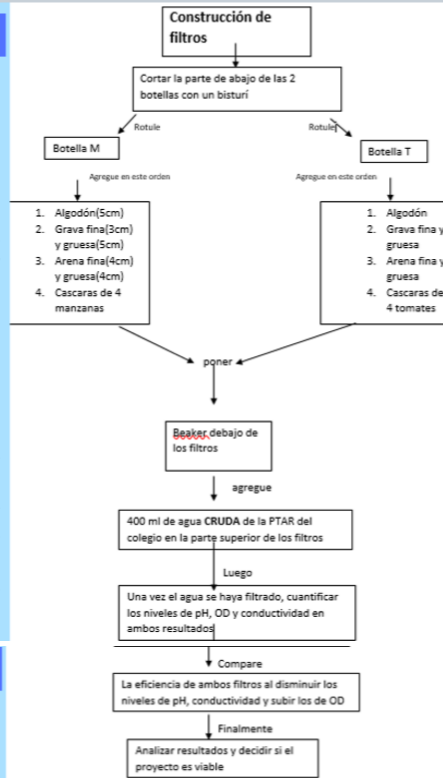 Construcción de
filtros
Cortar la parte de abajo de las 2
botellas con un bisturí
Rotule
Rotule
Botella M
Botella T
Agregue en este orden
Agregue en este orden
1. Algodón(5cm)
2. Grava fina(3cm)
y gruesa(5cm)
3. Arena fina(4cm)
y gruesa(4cm)
4. Cascaras de 4
manzanas
1. Algodón
2. Grava fina y
gruesa
3. Arena fina y
gruesa
4. Cascaras de
4 tomates
poner
Beaker debajo de
los filtros
agregue
400 ml de agua CRUDA de la PTAR del
colegio en la parte superior de los filtros
Luego
Una vez el agua se haya filtrado, cuantificar
los niveles de pH, OD y conductividad en
ambos resultados
Compare
La eficiencia de ambos filtros al disminuir los
niveles de pH, conductividad y subir los de OD
Finalmente
Analizar resultados y decidir si el
proyecto es viable